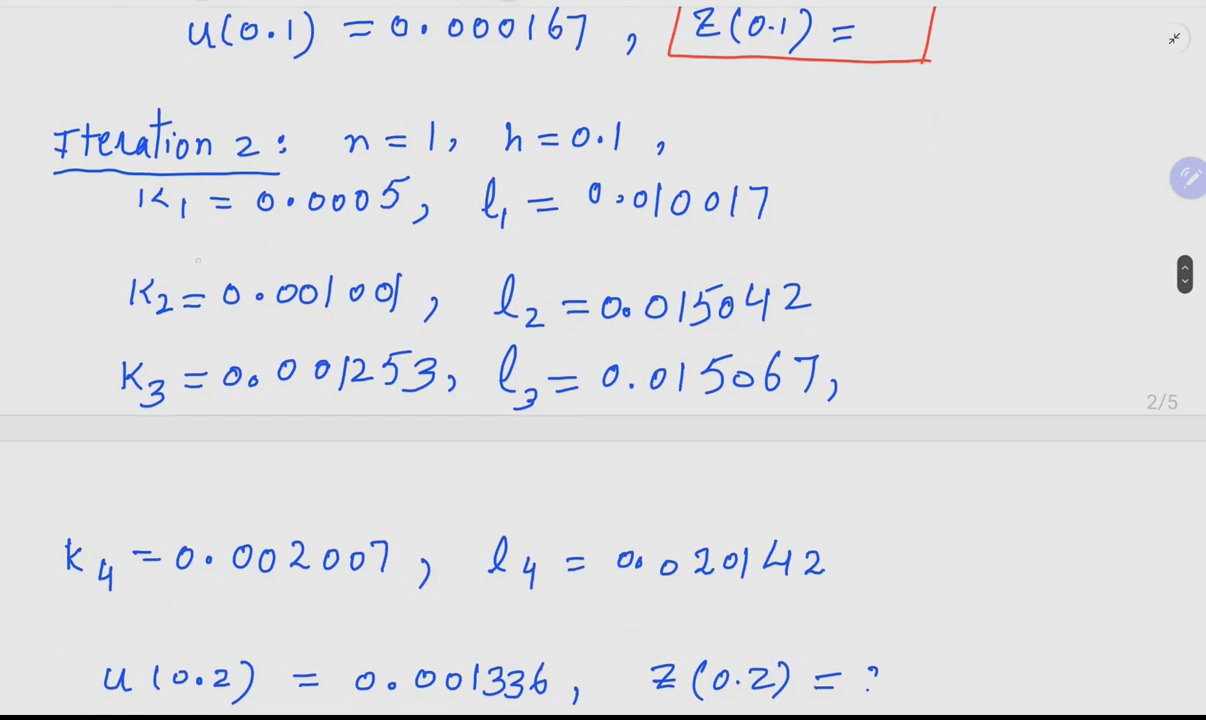 u(0.1) = 0.000167, Z(0.1) =
Iteration 2: n = 1, h = 0.1,
K1 = 0.0005, l1 = 0.010017
K2 = 0.001001, l2 = 0.015042
K3 = 0.001253, l3 = 0.015067,
2/5
K4 = 0.002007, l4 = 0.020142
u(0.2) = 0.001336, Z(0.2) = ?